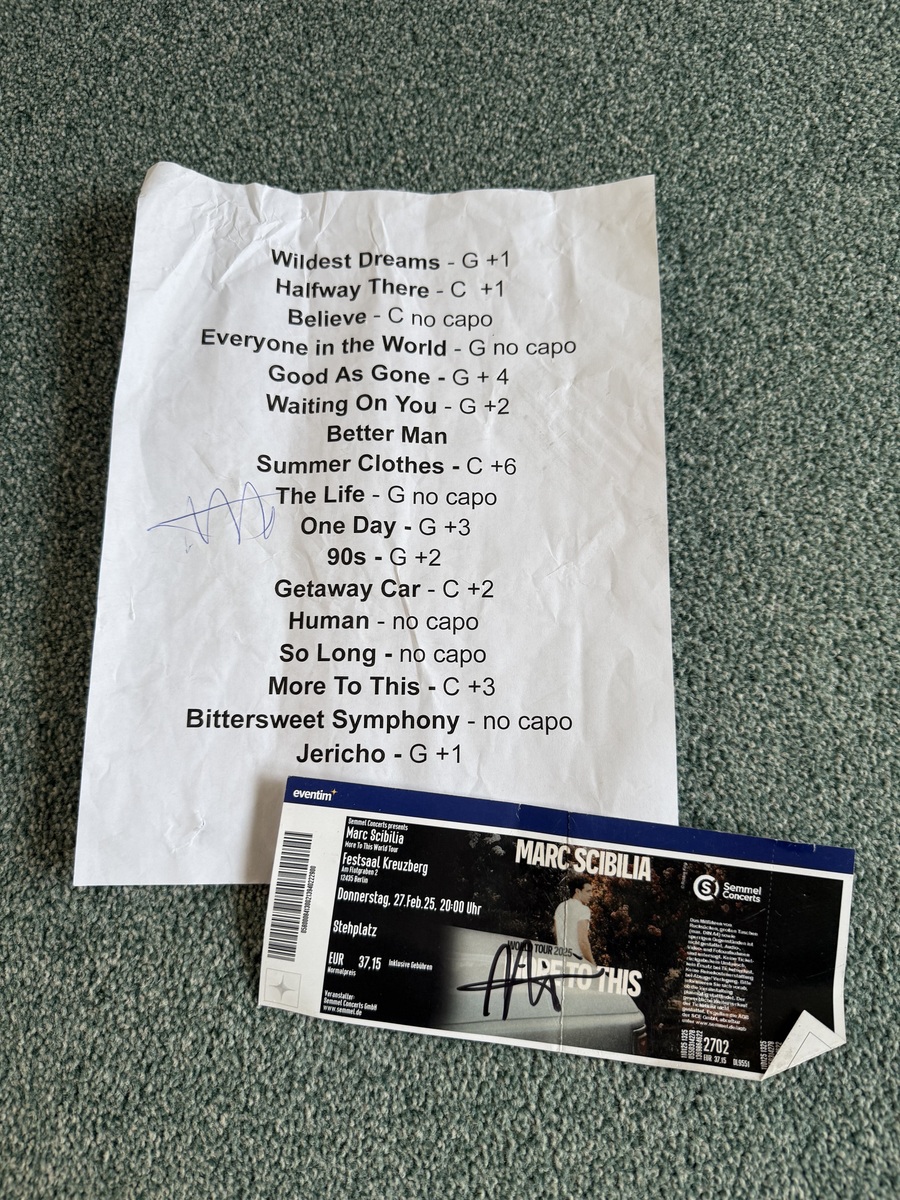 Wildest Dreams - G +1
Halfway There - C +1
Believe - C no capo
Everyone in the World - G no capo
Good As Gone - G + 4
Waiting On You - G +2
Better Man
Summer Clothes - C +6
The Life - G no capo
One Day - G +3
90s - G +2
Getaway Car - C +2
Human - no capo
So Long - no capo
More To This - C +3
Bittersweet Symphony - no capo
Jericho - G +1
eventim
Semmel Concerts presents
Marc Scibilia
More To This World Tour
Festsaal Kreuzberg
Am Flutgraben 2
12435 Berlin
Donnerstag, 27.Feb.25, 20:00 Uhr
Stehplatz
EUR 37,15 Inklusive Gebühren
Normalpreis
Veranstalter:
Semmel Concerts GmbH
www.semmel.de
MARC SCIBILIA
WORLD TOUR 2025
TO THIS
Semmel
Concerts
2702
EUR 37,15